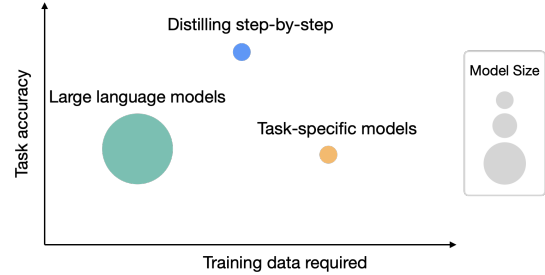 Distilling step-by-step
Model Size
Large language models
Task-specific models
Task accuracy
Training data required